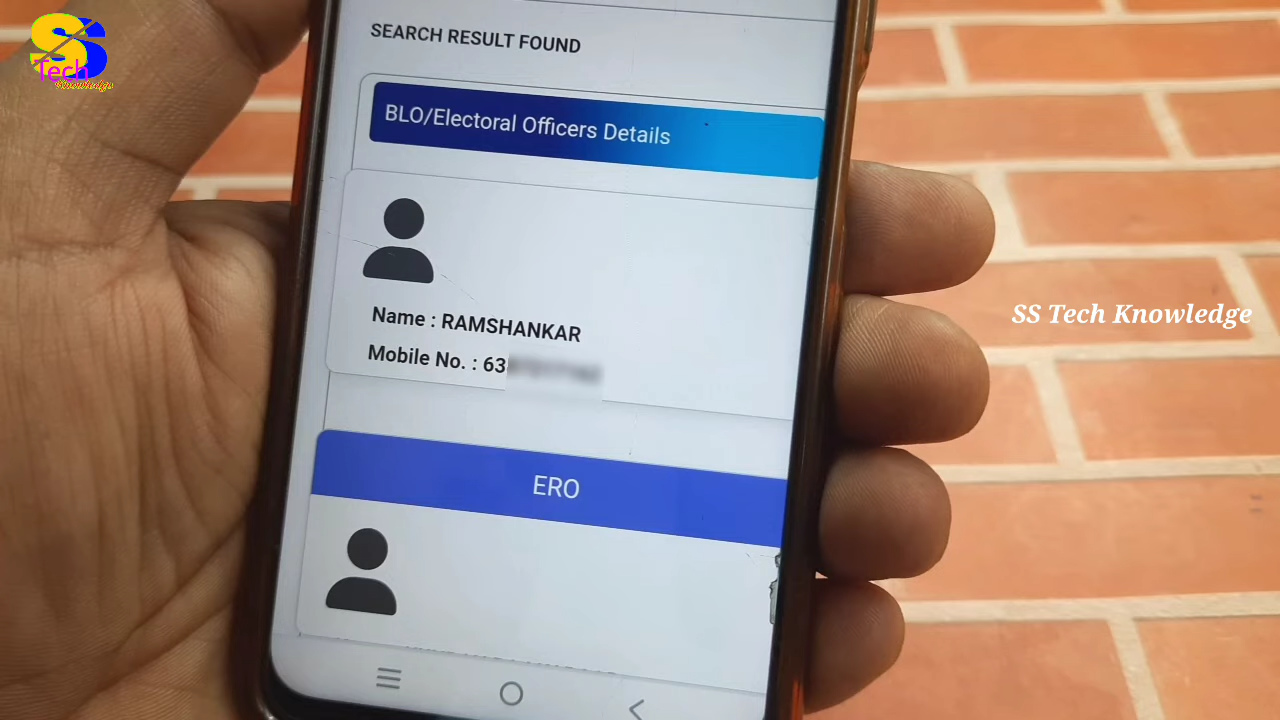 SS
Tech
Knowledge
SEARCH RESULT FOUND
BLO/Electoral Officers Details
Name : RAMSHANKAR
Mobile No. : 63
ERO
SS Tech Knowledge